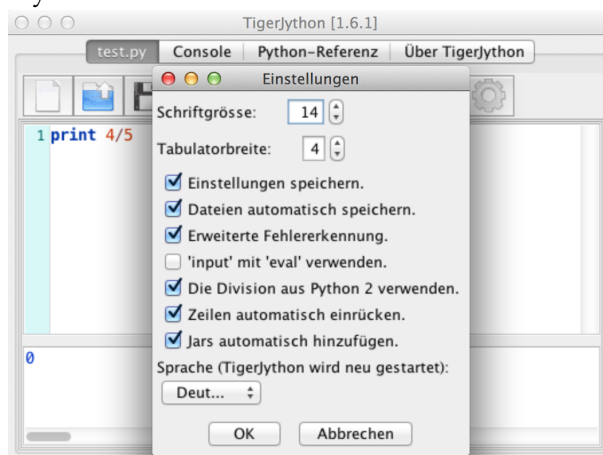 TigerJython [1.6.1]
test.py Console Python-Referenz Über TigerJython
Einstellungen
Schriftgrösse: 14
1 print 4/5
Tabulatorbreite: 4
Einstellungen speichern.
Dateien automatisch speichern.
Erweiterte Fehlererkennung.
'input' mit 'eval' verwenden.
Die Division aus Python 2 verwenden.
Zeilen automatisch einrücken.
Jars automatisch hinzufügen.
0
Sprache (TigerJython wird neu gestartet):
Deut...
OK Abbrechen